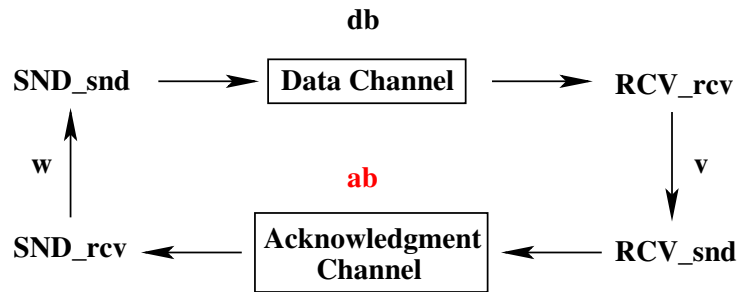 db
SND_snd
Data Channel
RCV_rcv
w
ab
v
SND_rcv
Acknowledgment
Channel
RCV_snd